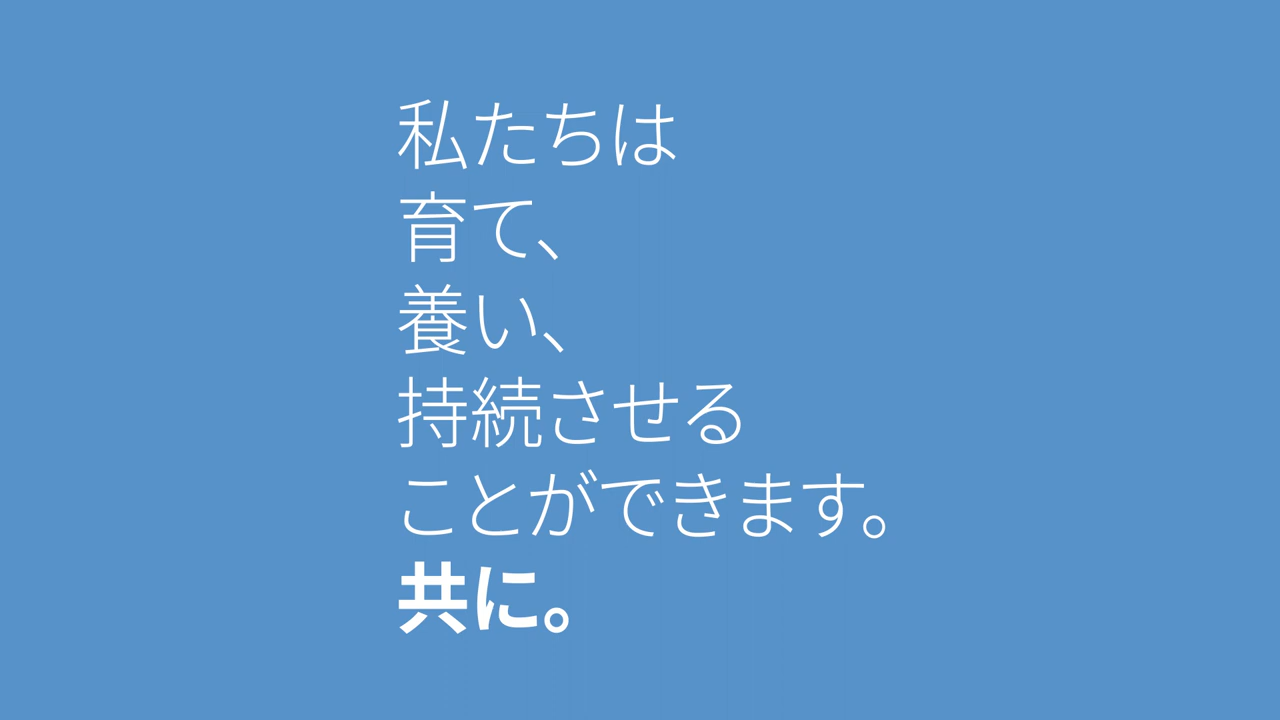 私たちは
育て、
養い、
持続させる
ことができます。
共に。